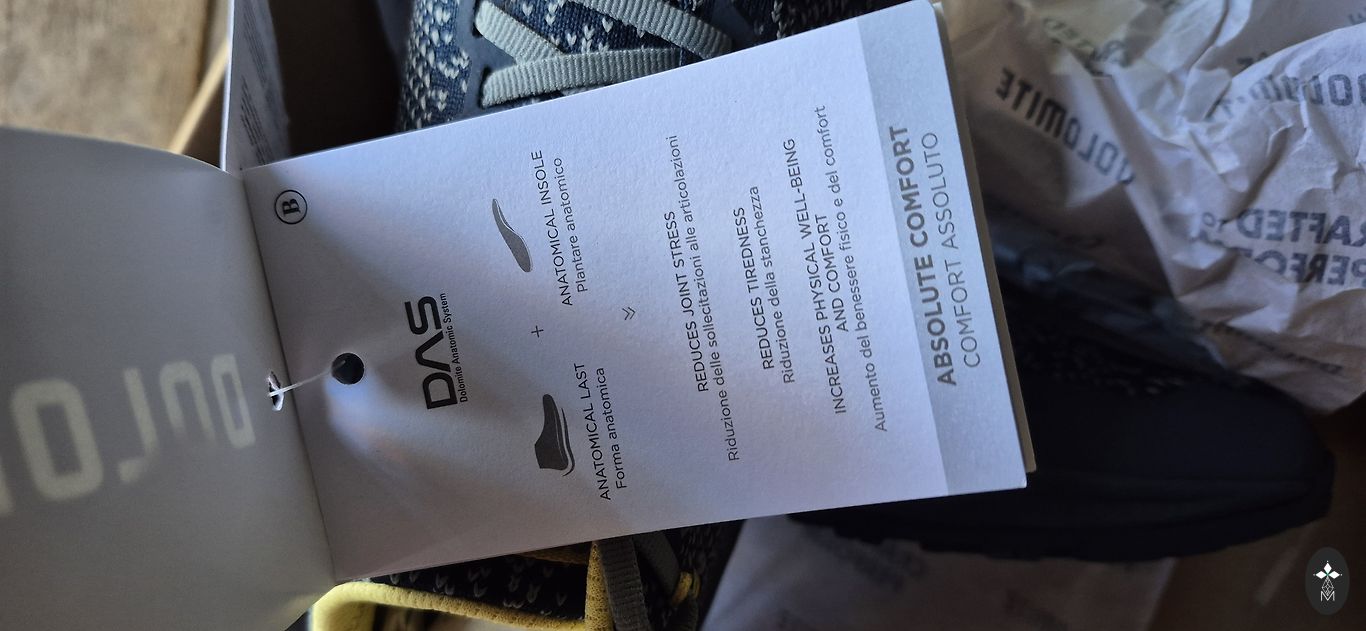 B
DAS
Dolomite Anatomic System
ANATOMICAL LAST
Forma anatomica
+
ANATOMICAL INSOLE
Plantare anatomico
REDUCES JOINT STRESS
Riduzione delle sollecitazioni alle articolazioni
REDUCES TIREDNESS
Riduzione della stanchezza
INCREASES PHYSICAL WELL-BEING
AND COMFORT
Aumento del benessere fisico e del comfort
ABSOLUTE COMFORT
COMFORT ASSOLUTO
DOLOMITE